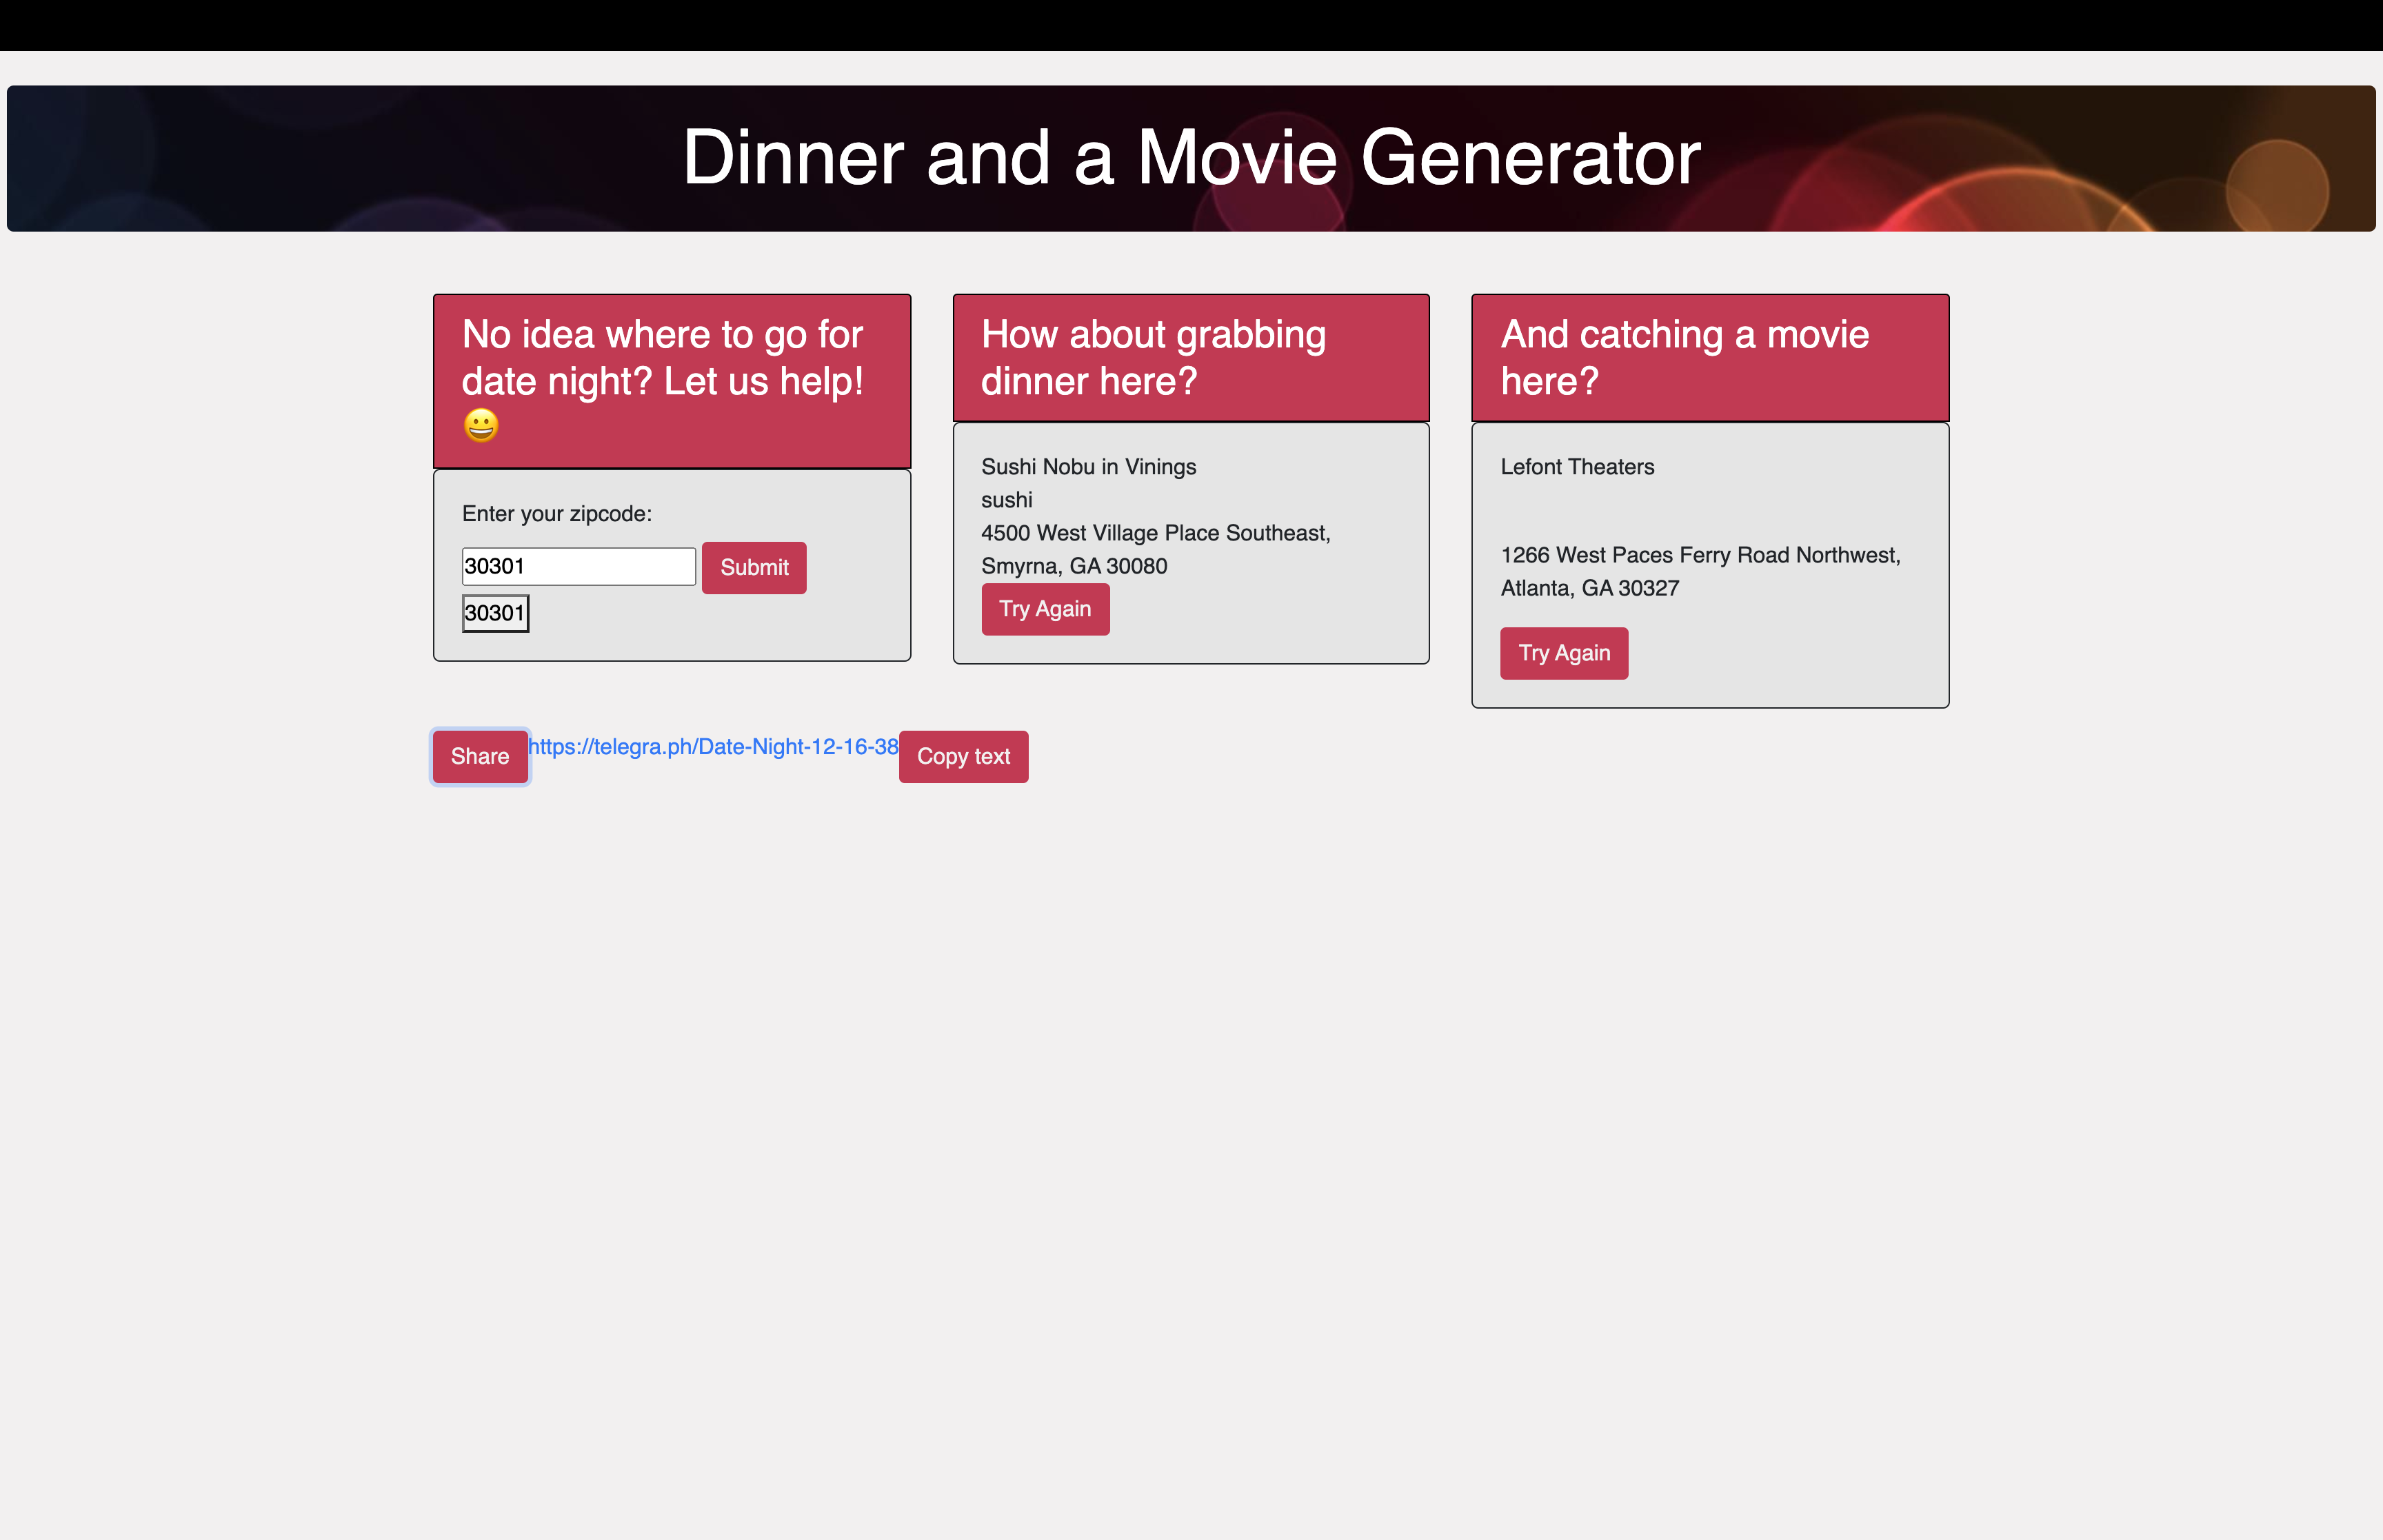 Dinner and a Movie Generator
No idea where to go for
date night? Let us help!
😀
Enter your zipcode:
30301 Submit
30301
How about grabbing
dinner here?
Sushi Nobu in Vinings
sushi
4500 West Village Place Southeast,
Smyrna, GA 30080
Try Again
And catching a movie
here?
Lefont Theaters
1266 West Paces Ferry Road Northwest,
Atlanta, GA 30327
Try Again
Share https://telegra.ph/Date-Night-12-16-38 Copy text